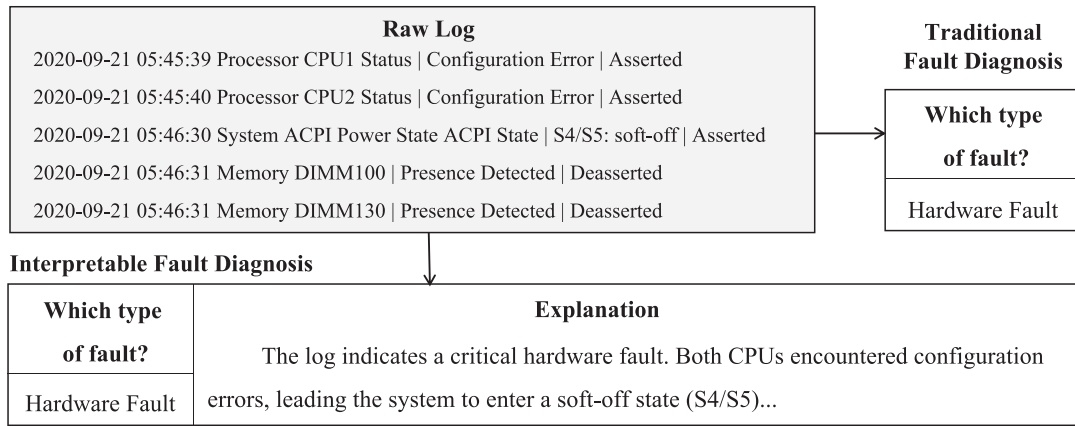 Raw Log
2020-09-21 05:45:39 Processor CPU1 Status | Configuration Error | Asserted
2020-09-21 05:45:40 Processor CPU2 Status | Configuration Error | Asserted
2020-09-21 05:46:30 System ACPI Power State ACPI State | S4/S5: soft-off | Asserted
2020-09-21 05:46:31 Memory DIMM100 | Presence Detected | Deasserted
2020-09-21 05:46:31 Memory DIMM130 | Presence Detected | Deasserted
Traditional
Fault Diagnosis
Which type
of fault?
Hardware Fault
Interpretable Fault Diagnosis
Which type
of fault?
Hardware Fault
Explanation
The log indicates a critical hardware fault. Both CPUs encountered configuration
errors, leading the system to enter a soft-off state (S4/S5)...